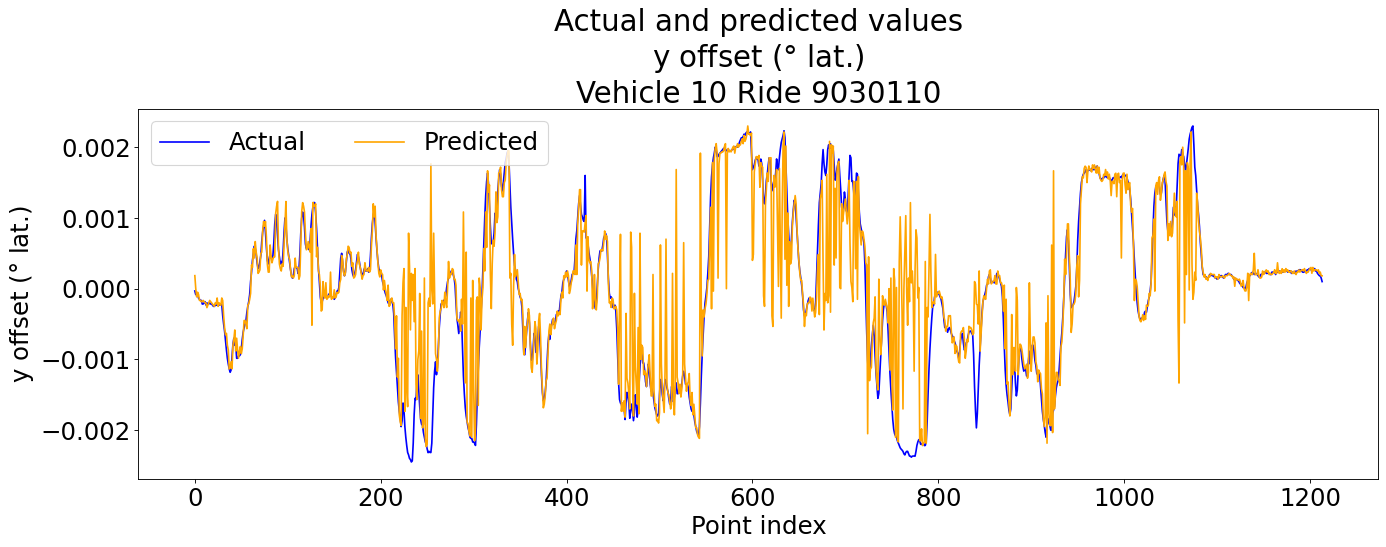 Actual and predicted values
y offset (° lat.)
Vehicle 10 Ride 9030110
Actual
Predicted
y offset (° lat.)
0.002
0.001
0.000
−0.001
−0.002
0
200
400
600
800
1000
1200
Point index